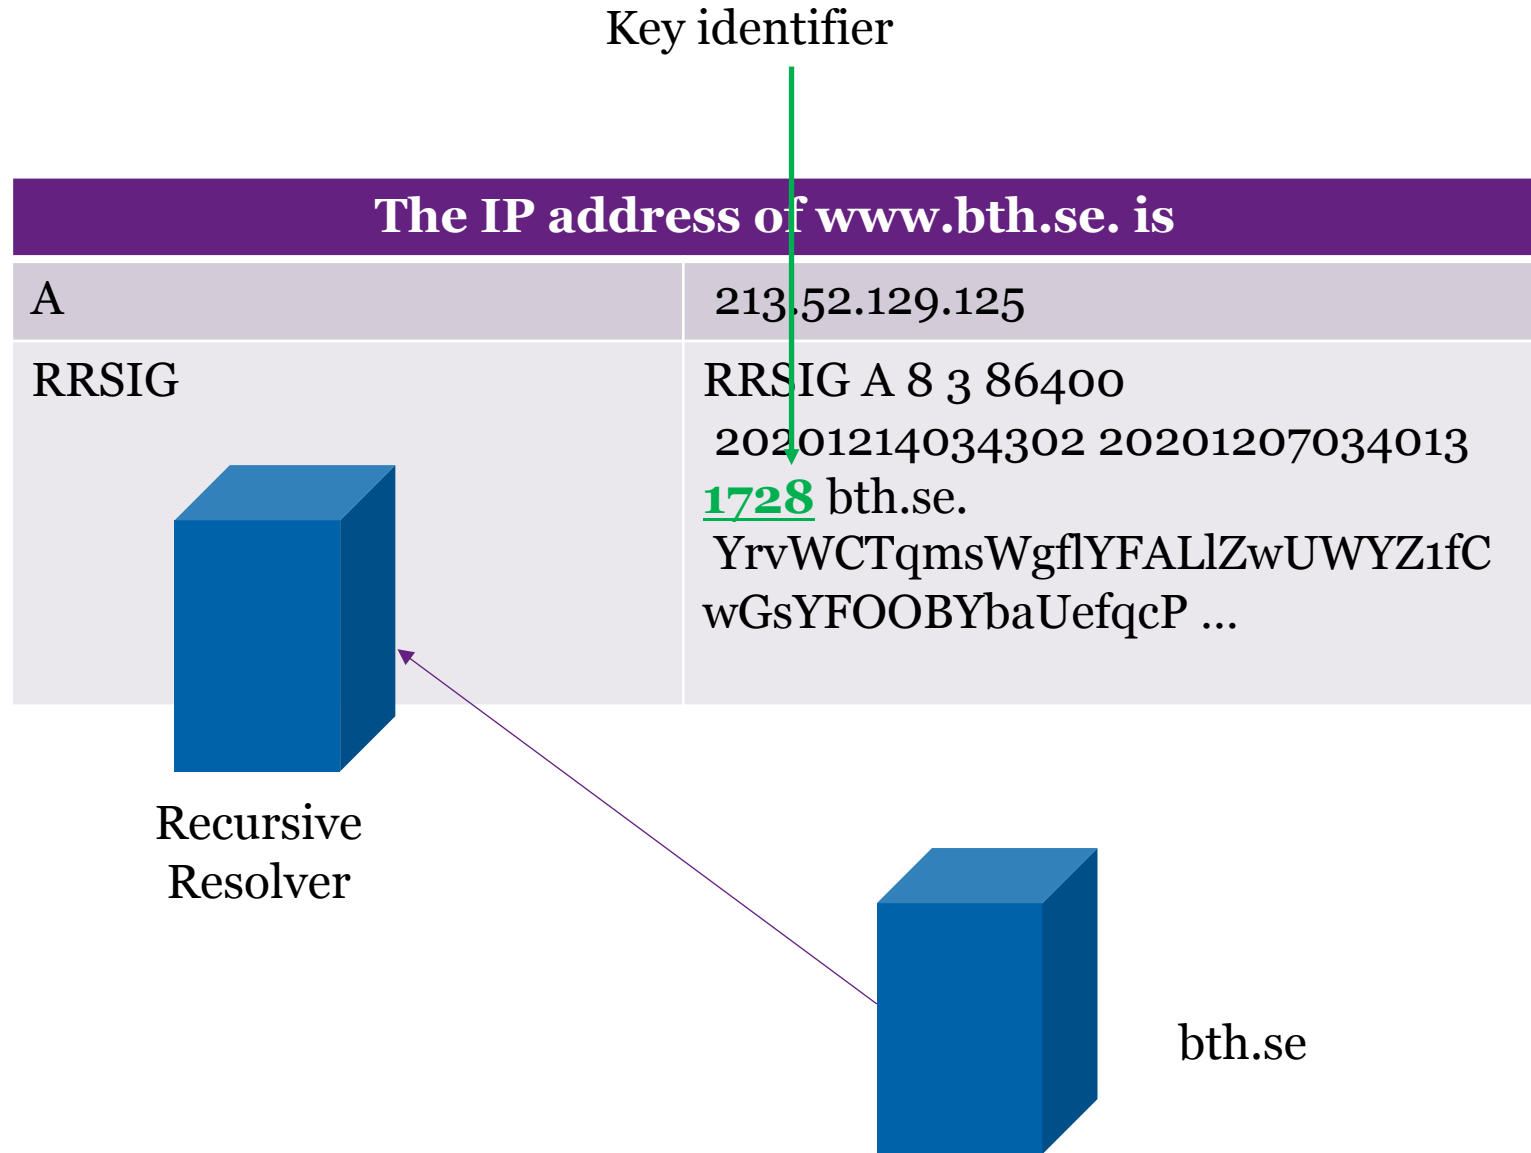 Key identifier
The IP address of www.bth.se. is
A
213.52.129.125
RRSIG
RRSIG A 8 3 86400
20201214034302 20201207034013
1728 bth.se.
YrvWCTqmsWgflYFALlZwUWYZ1fC
wGsYFOOBYbaUefqcP ...
Recursive
Resolver
bth.se